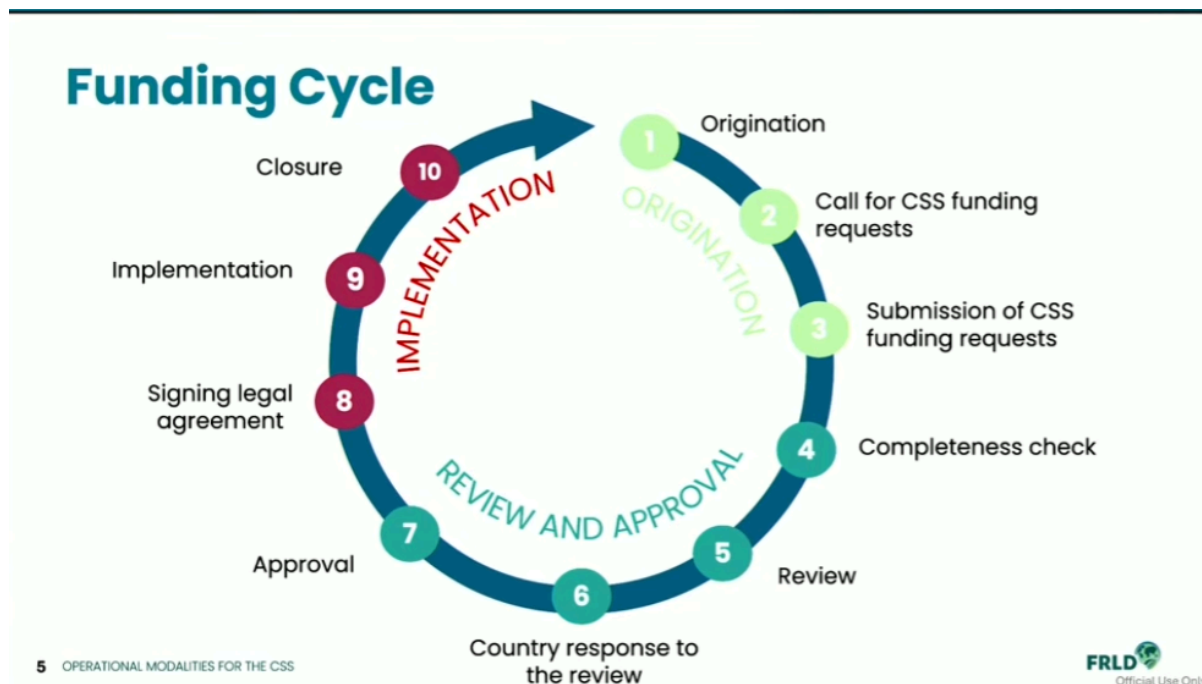 Funding Cycle
1
Origination
2
Call for CSS funding
requests
3
Submission of CSS
funding requests
4
Completeness check
5
Review
6
Country response to
the review
7
Approval
8
Signing legal
agreement
9
Implementation
10
Closure
ORIGINATION
REVIEW AND APPROVAL
IMPLEMENTATION
5 OPERATIONAL MODALITIES FOR THE CSS
FRLD
Official Use Onl